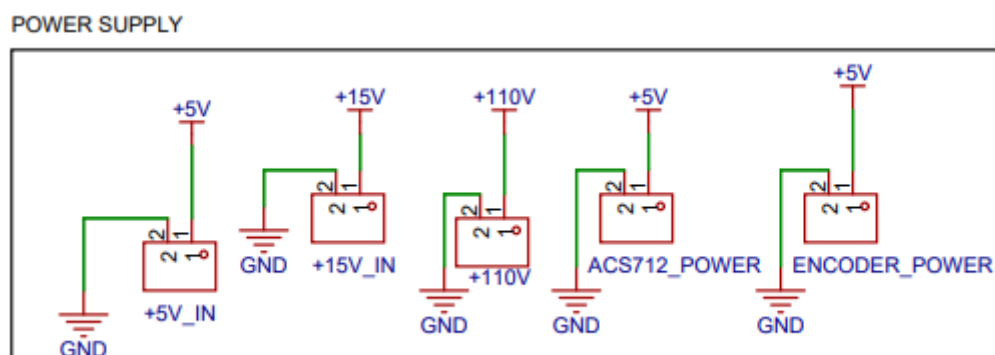 POWER SUPPLY
+5V
+15V
+110V
+5V
+5V
2 1
2 1
GND
+5V_IN
2 1
2 1
GND
+15V_IN
2 1
2 1
GND
+110V
2 1
2 1
GND
ACS712_POWER
2 1
2 1
GND
ENCODER_POWER